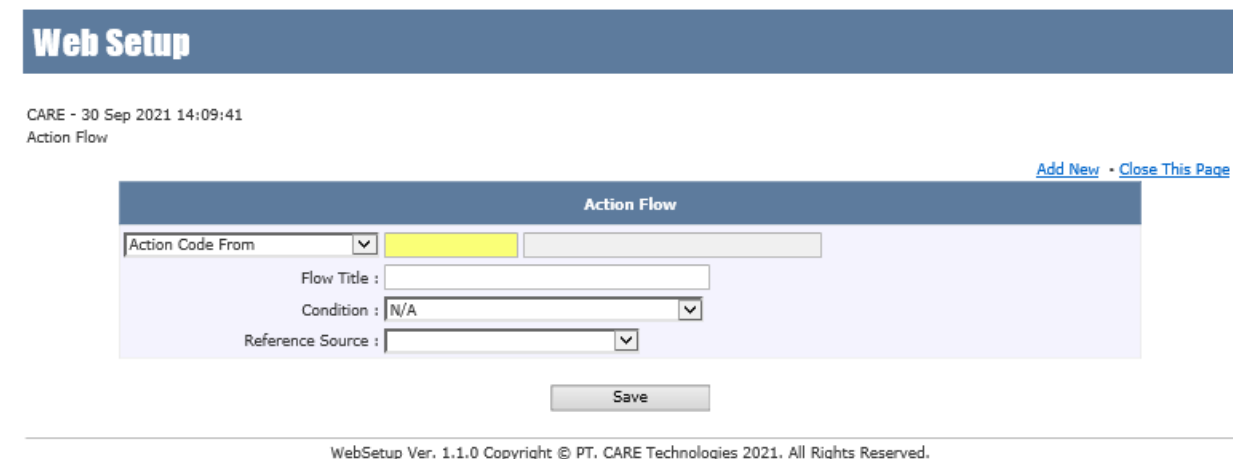 Web Setup
CARE - 30 Sep 2021 14:09:41
Action Flow
Add New - Close This Page
Action Flow
Action Code From
Flow Title :
Condition : N/A
Reference Source :
Save
WebSetup Ver. 1.1.0 Copyright © PT. CARE Technologies 2021. All Rights Reserved.